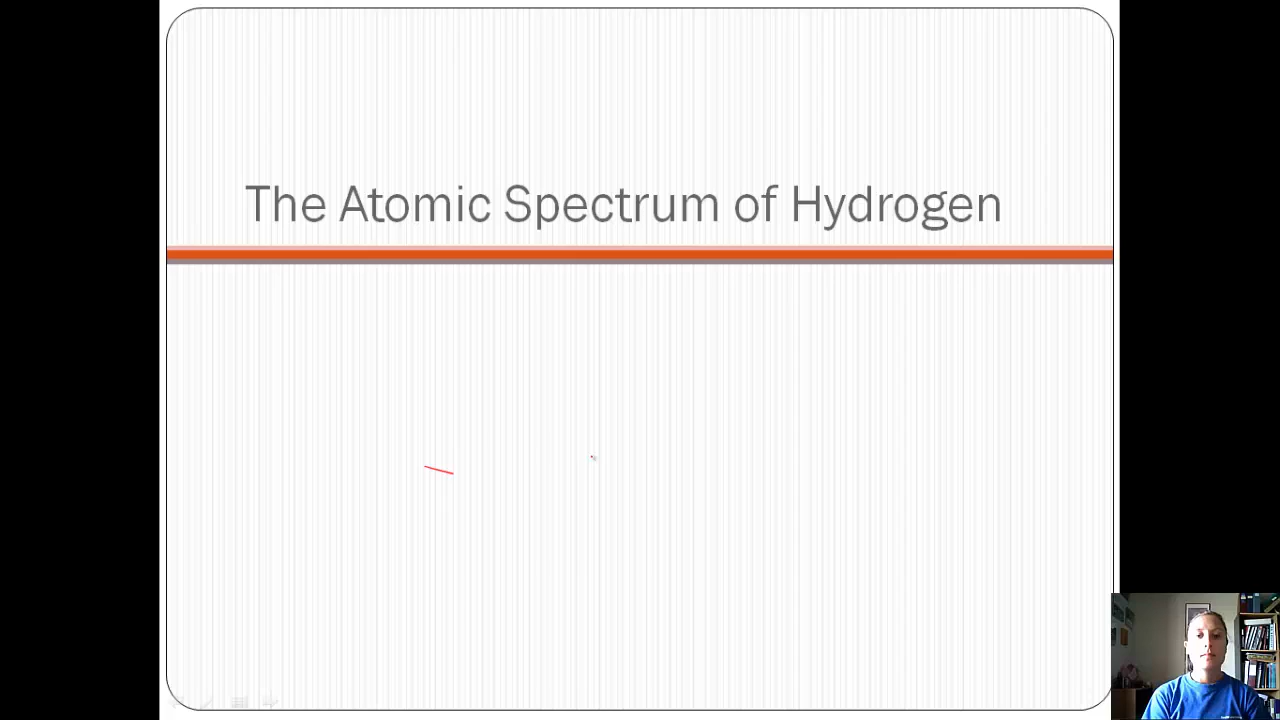 The Atomic Spectrum of Hydrogen